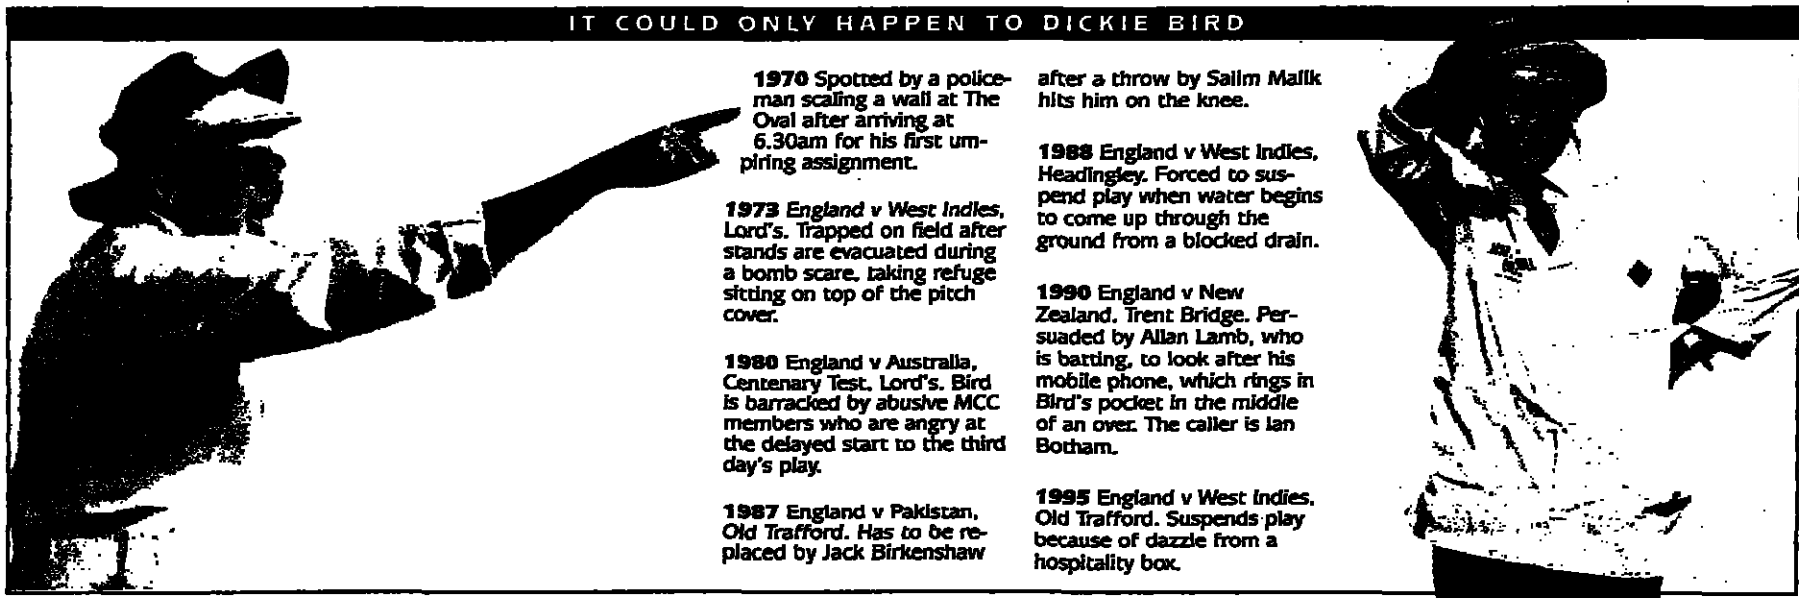 IT COULD ONLY HAPPEN TO DICKIE BIRD
1970 Spotted by a police-
man scaling a wall at The
Oval after arriving at
6.30am for his first um-
piring assignment.
1973 England v West Indies,
Lord's. Trapped on field after
stands are evacuated during
a bomb scare, taking refuge
sitting on top of the pitch
cover.
1980 England v Australia,
Centenary Test, Lord's. Bird
is barracked by abusive MCC
members who are angry at
the delayed start to the third
day's play.
1987 England v Pakistan,
Old Trafford. Has to be re-
placed by Jack Birkenshaw
after a throw by Salim Malik
hits him on the knee.
1988 England v West Indies,
Headingley. Forced to sus-
pend play when water begins
to come up through the
ground from a blocked drain.
1990 England v New
Zealand, Trent Bridge. Per-
suaded by Allan Lamb, who
is batting, to look after his
mobile phone, which rings in
Bird's pocket in the middle
of an over. The caller is Ian
Botham.
1995 England v West Indies,
Old Trafford. Suspends play
because of dazzle from a
hospitality box.